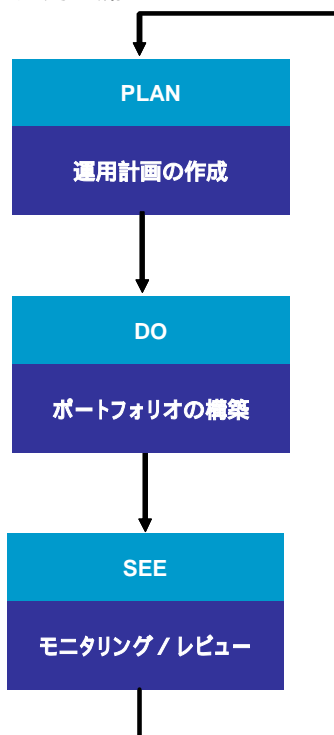 PLAN
運用計画の作成
DO
ポートフォリオの構築
SEE
モニタリング / レビュー